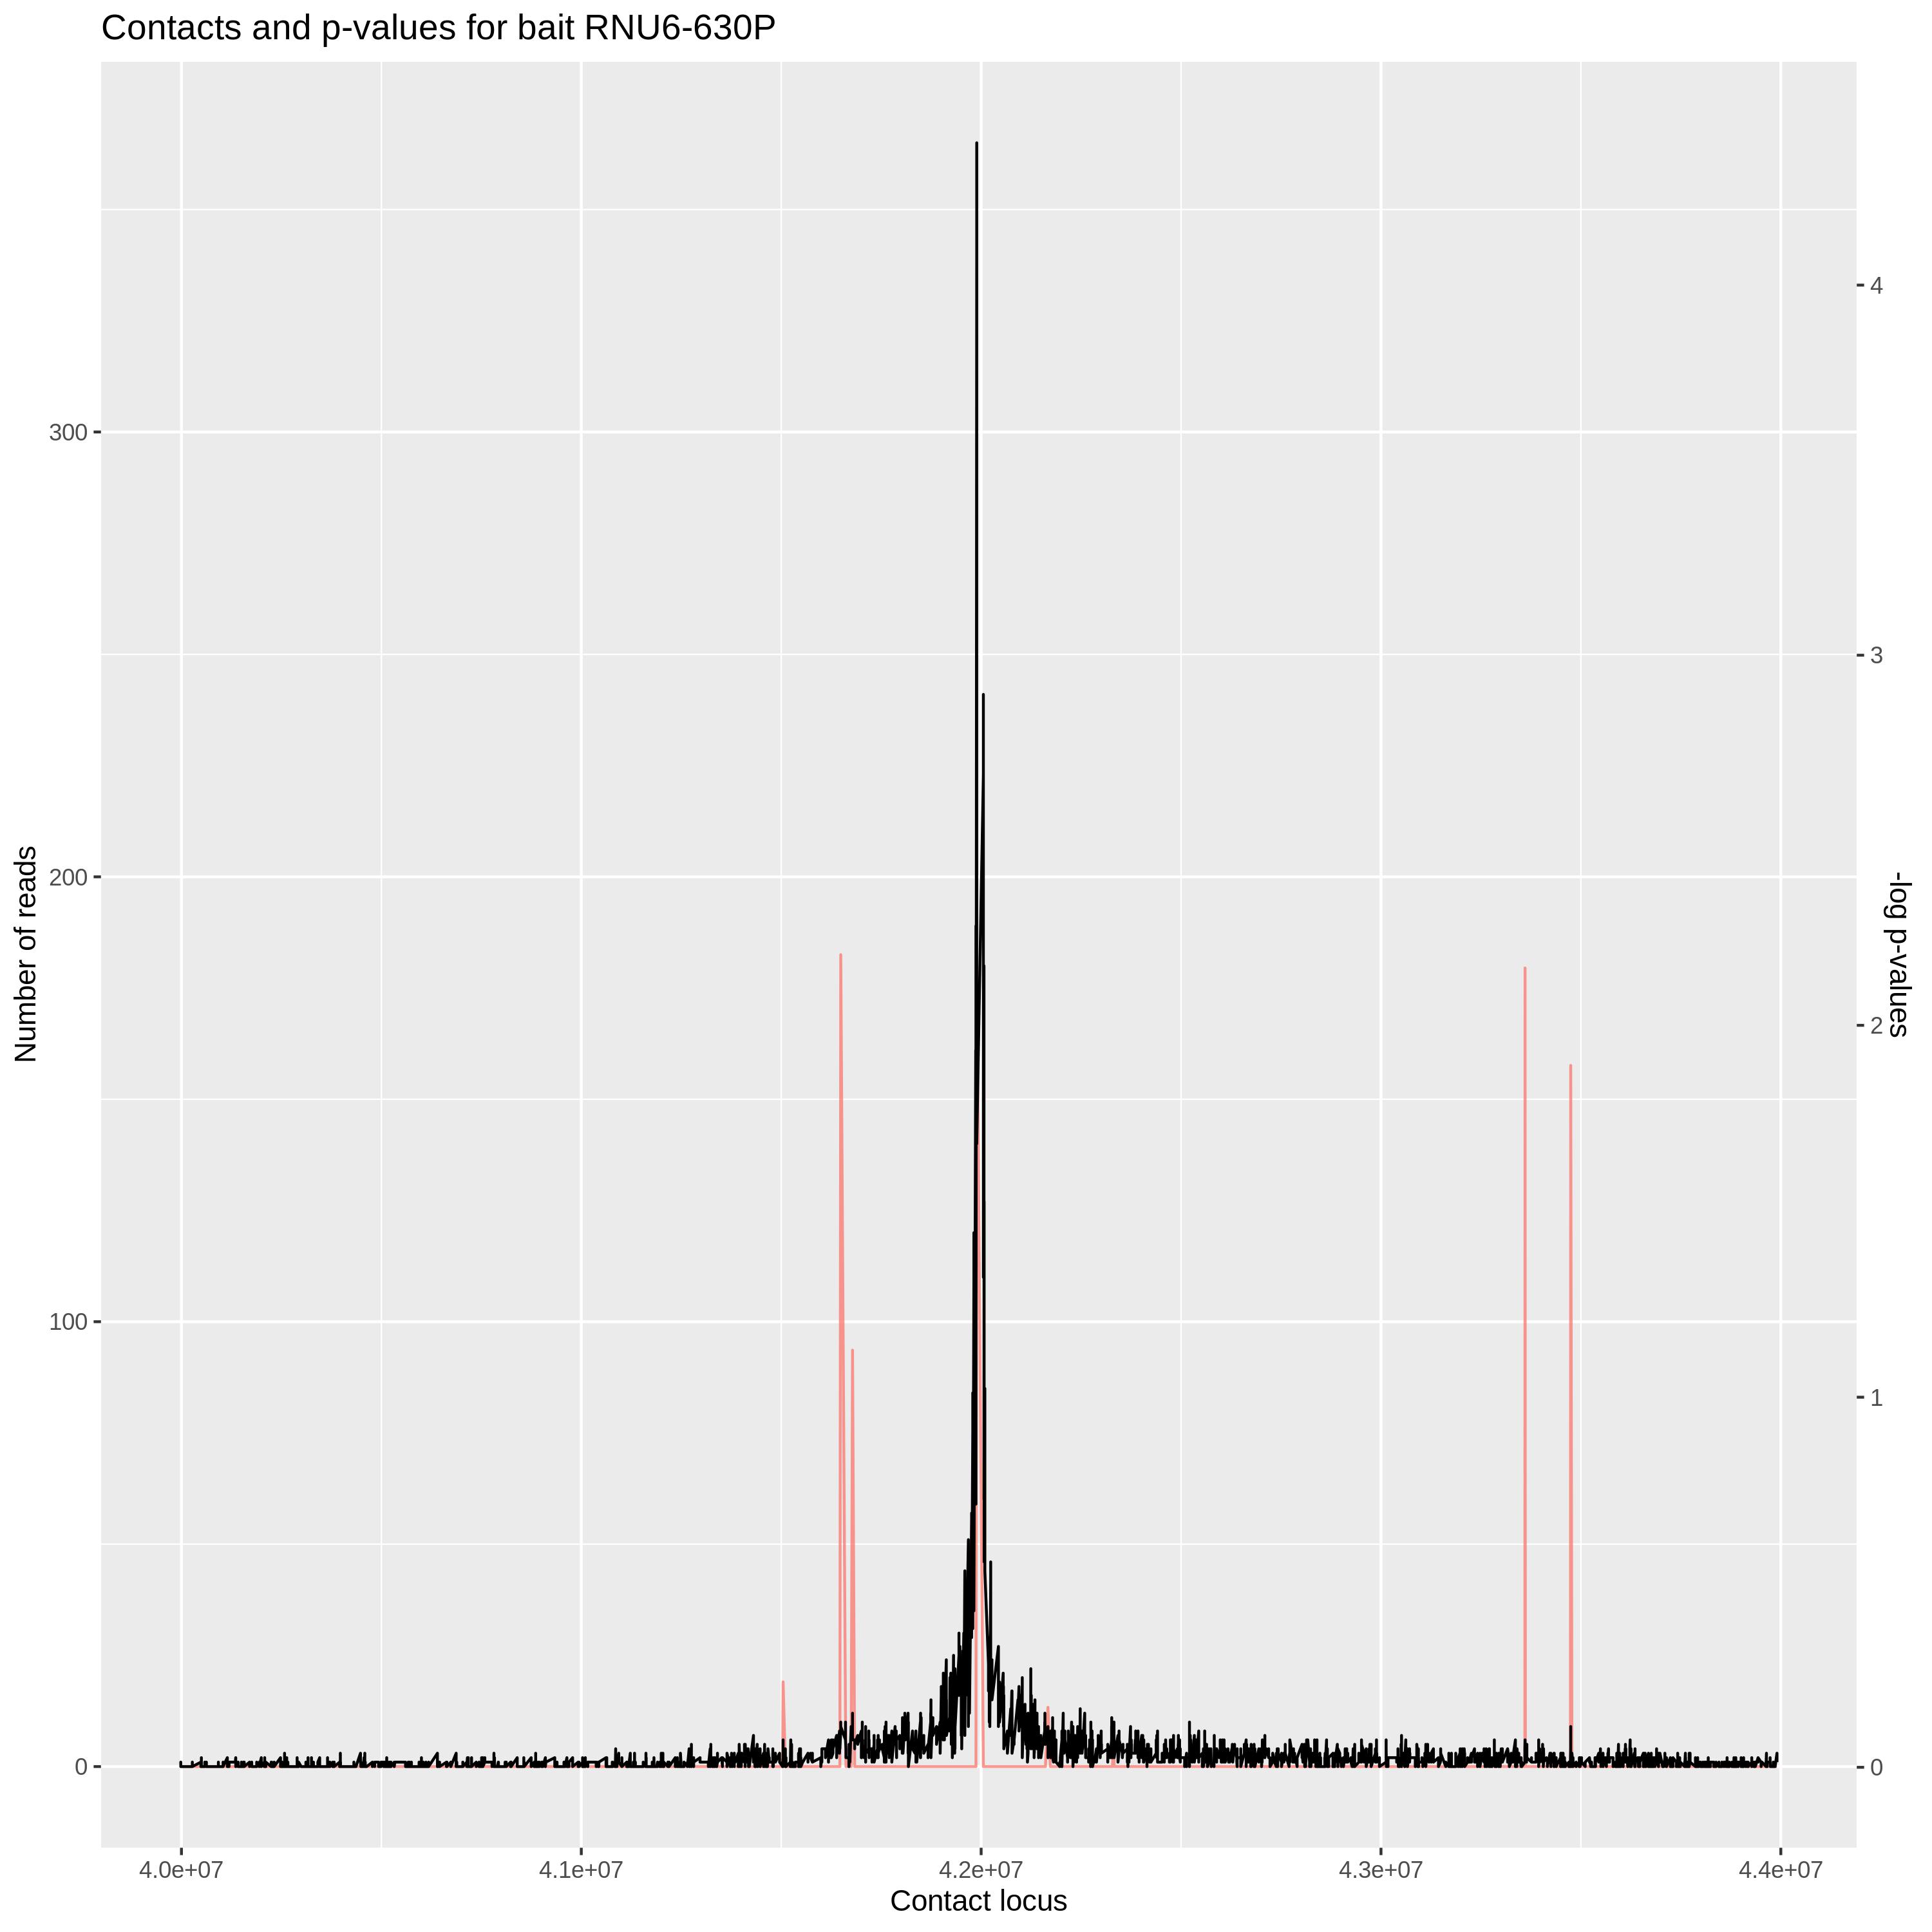 Contacts and p-values for bait RNU6-630P
Number of reads
300
200
100
0
-log p-values
4
3
2
1
0
4.0e+07
4.1e+07
4.2e+07
4.3e+07
4.4e+07
Contact locus